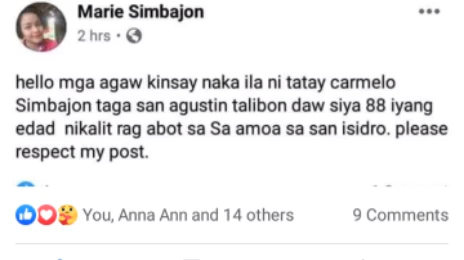 Marie Simbajon
2 hrs ·
hello mga agaw kinsay naka ila ni tatay carmelo
Simbajon taga san agustin talibon daw siya 88 iyang
edad nikalit rag abot sa Sa amoa sa san isidro. please
respect my post.
You, Anna Ann and 14 others
9 Comments